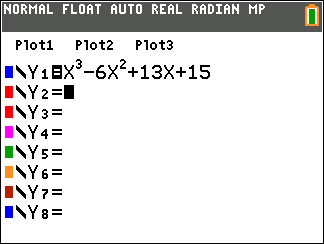 NORMAL FLOAT AUTO REAL RADIAN MP
Plot1 Plot2 Plot3
\Y₁=X³-6X²+13X+15
\Y₂=
\Y₃=
\Y₄=
\Y₅=
\Y₆=
\Y₇=
\Y₈=